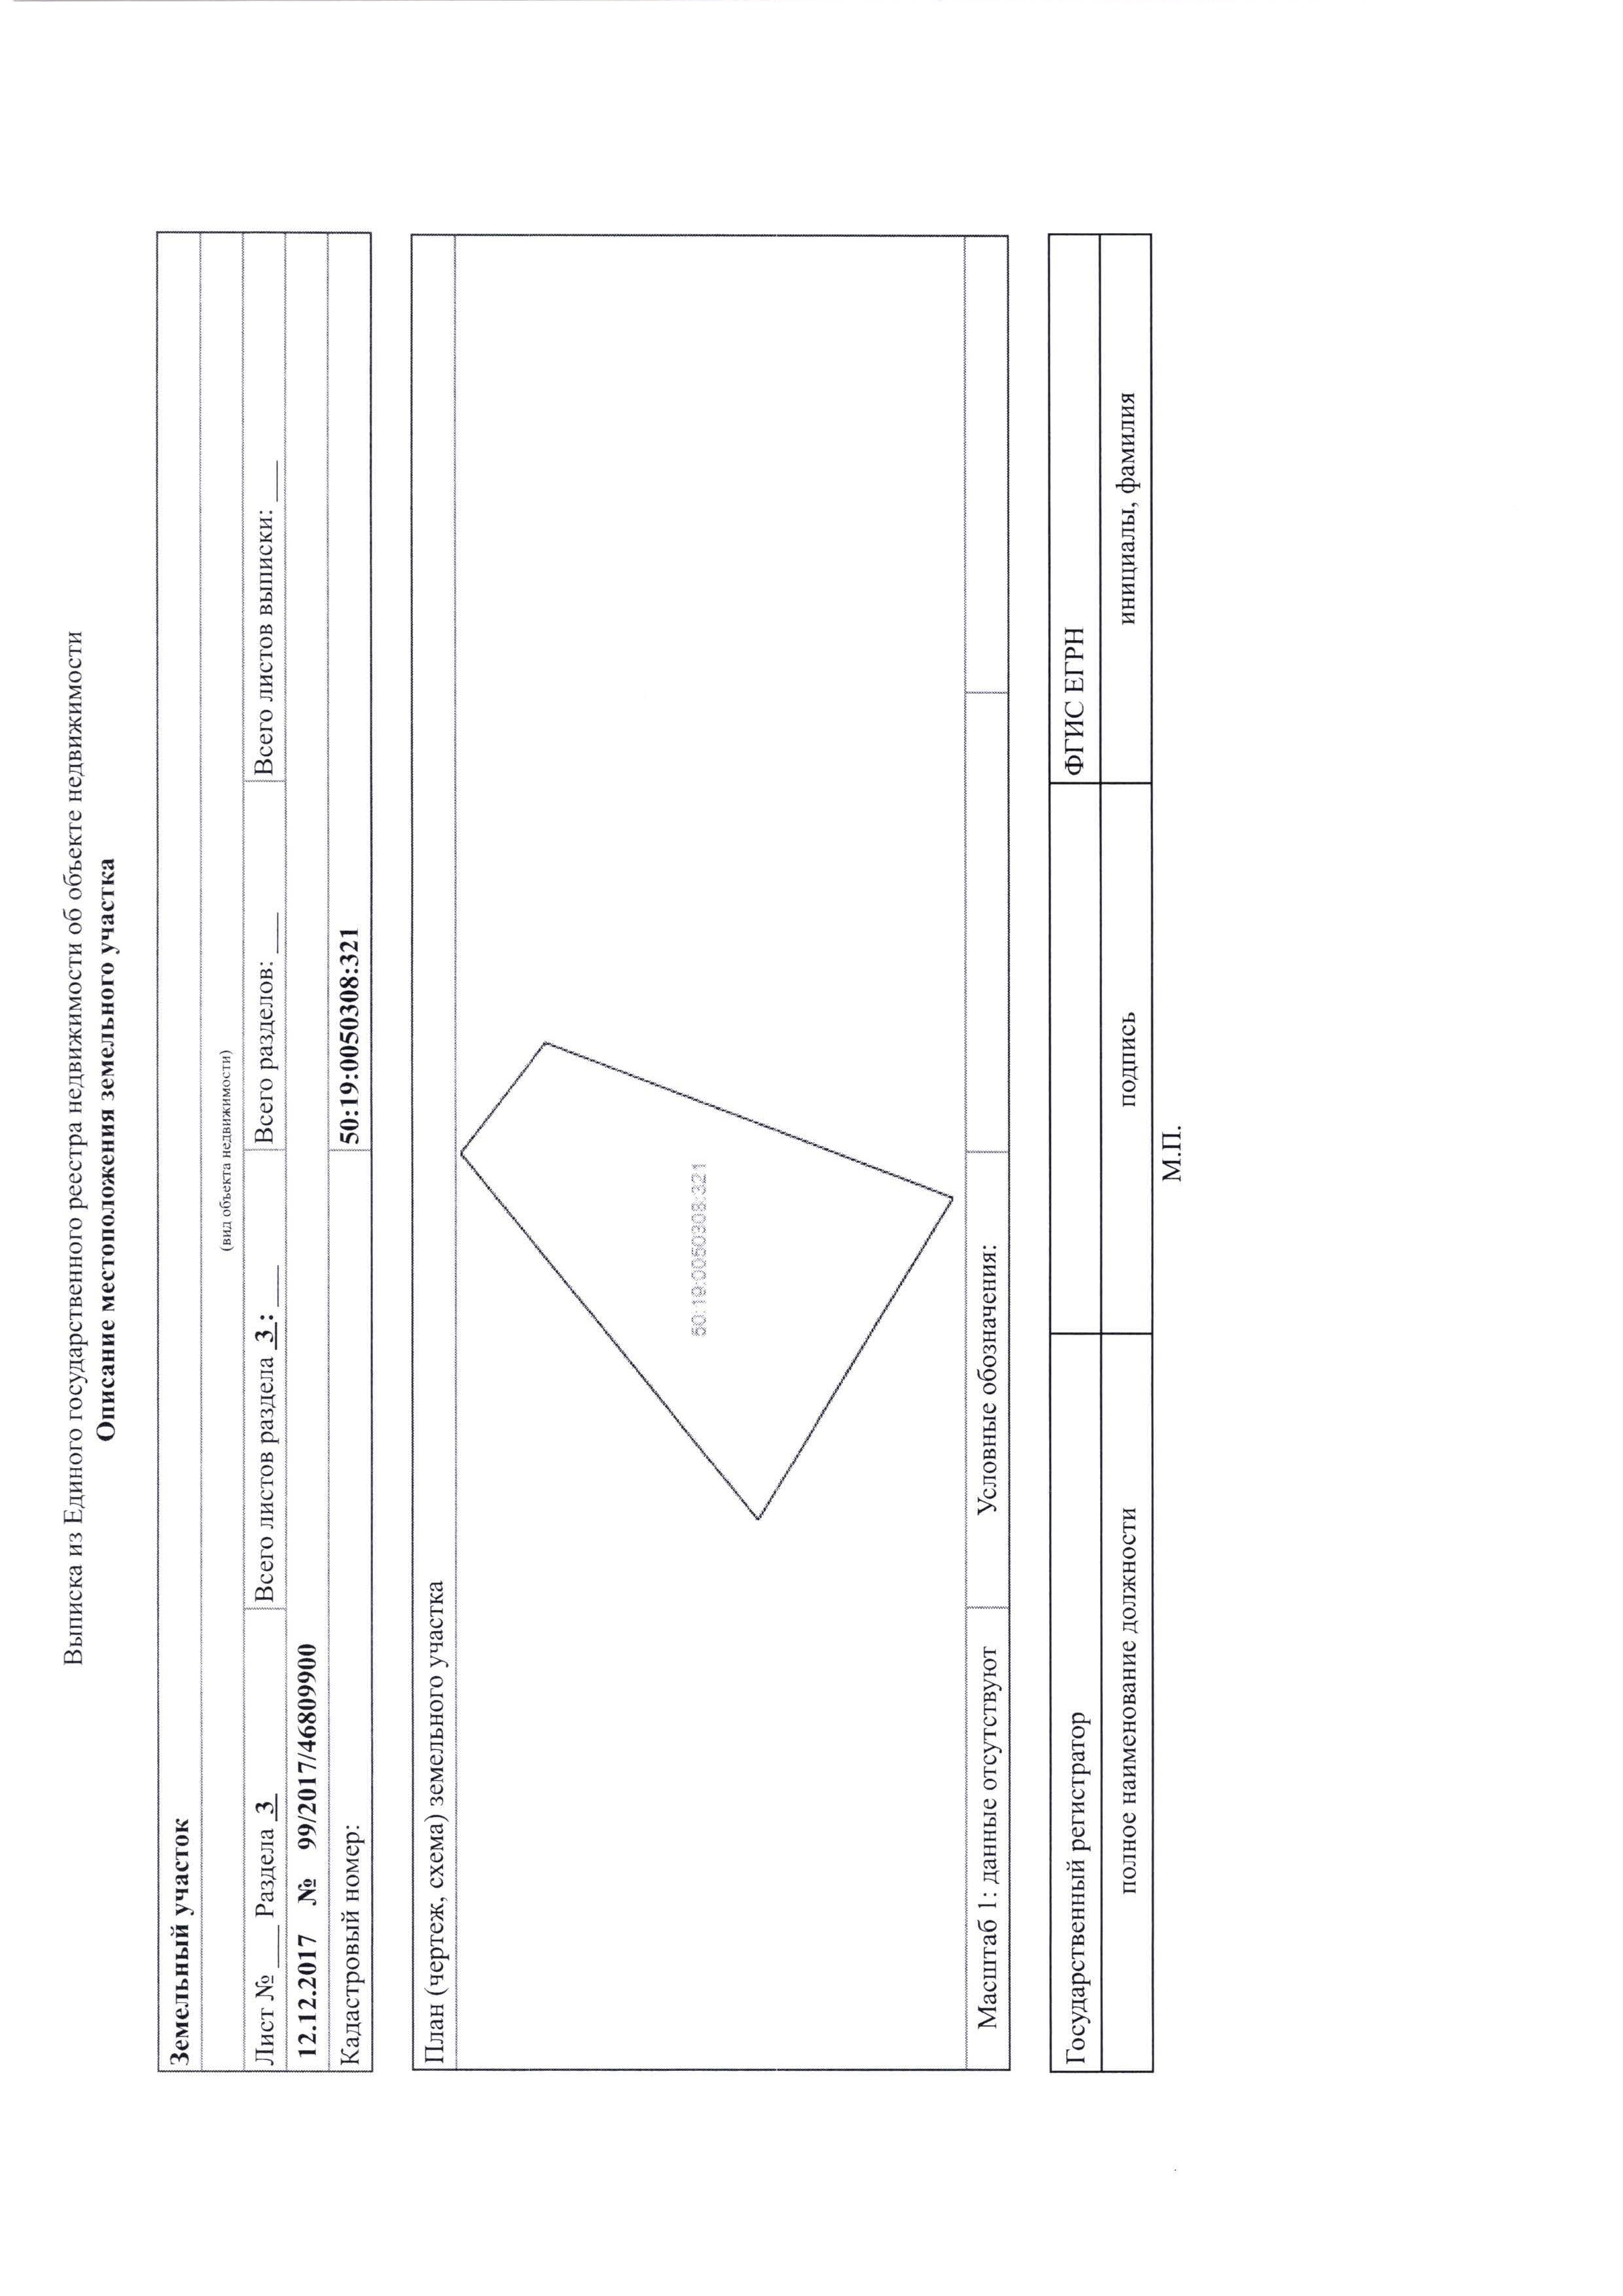 Выписка из Единого государственного реестра недвижимости об объекте недвижимости
Описание местоположения земельного участка
Земельный участок
(вид объекта недвижимости)
Лист № ___ Раздела 3 Всего листов раздела 3 : ___ Всего разделов: ___ Всего листов выписки: ___
12.12.2017 № 99/2017/46809900
Кадастровый номер: 50:19:0050308:321
План (чертеж, схема) земельного участка
50:19:0050308:321
Масштаб 1: данные отсутствуют Условные обозначения:
Государственный регистратор ФГИС ЕГРН
полное наименование должности подпись инициалы, фамилия
М.П.